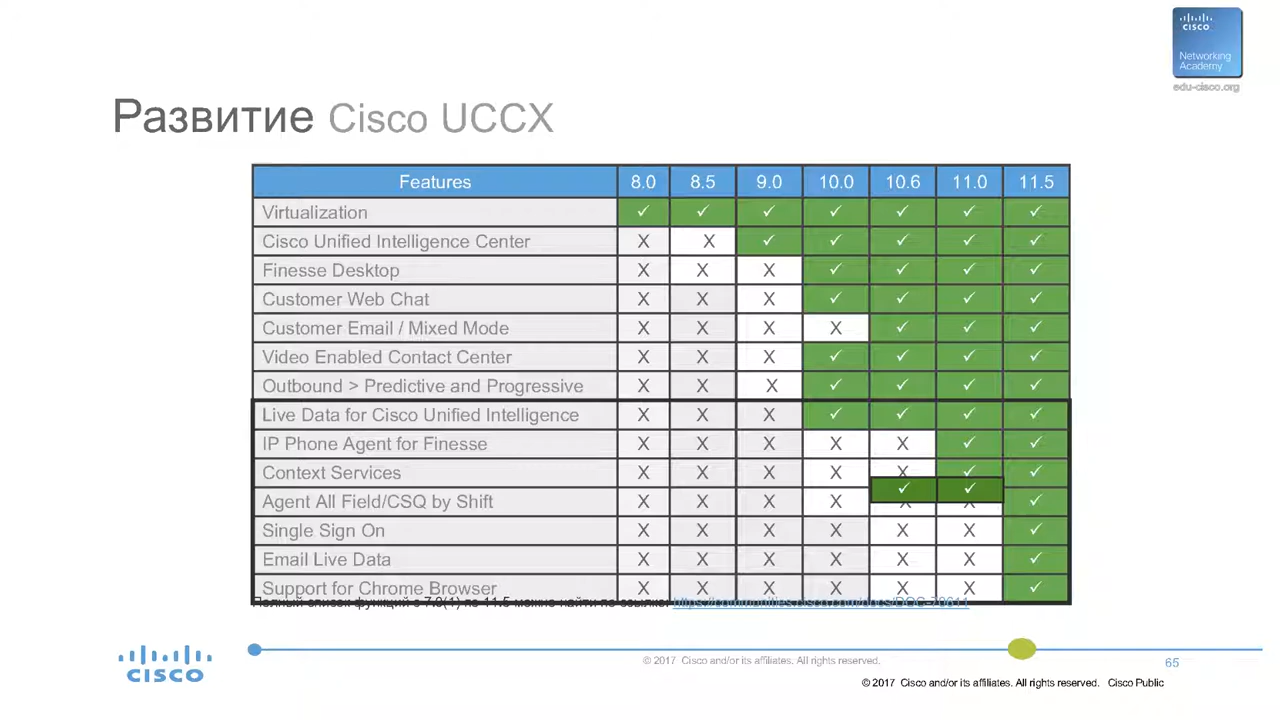 CISCO
Networking
Academy
edu-cisco.org
Развитие Cisco UCCX
Features 8.0 8.5 9.0 10.0 10.6 11.0 11.5
Virtualization ✓ ✓ ✓ ✓ ✓ ✓ ✓
Cisco Unified Intelligence Center X X ✓ ✓ ✓ ✓ ✓
Finesse Desktop X X X ✓ ✓ ✓ ✓
Customer Web Chat X X X ✓ ✓ ✓ ✓
Customer Email / Mixed Mode X X X X ✓ ✓ ✓
Video Enabled Contact Center X X X ✓ ✓ ✓ ✓
Outbound > Predictive and Progressive X X X ✓ ✓ ✓ ✓
Live Data for Cisco Unified Intelligence X X X ✓ ✓ ✓ ✓
IP Phone Agent for Finesse X X X X X ✓ ✓
Context Services X X X X X ✓ ✓
✓ ✓
Agent All Field/CSQ by Shift X X X X X X ✓
Single Sign On X X X X X X ✓
Email Live Data X X X X X X ✓
Support for Chrome Browser X X X X X X ✓
Полный список функций с 11.5 можно найти по ссылке: https://communities.cisco.com/docs/
CISCO
© 2017 Cisco and/or its affiliates. All rights reserved.
65
© 2017 Cisco and/or its affiliates. All rights reserved. Cisco Public